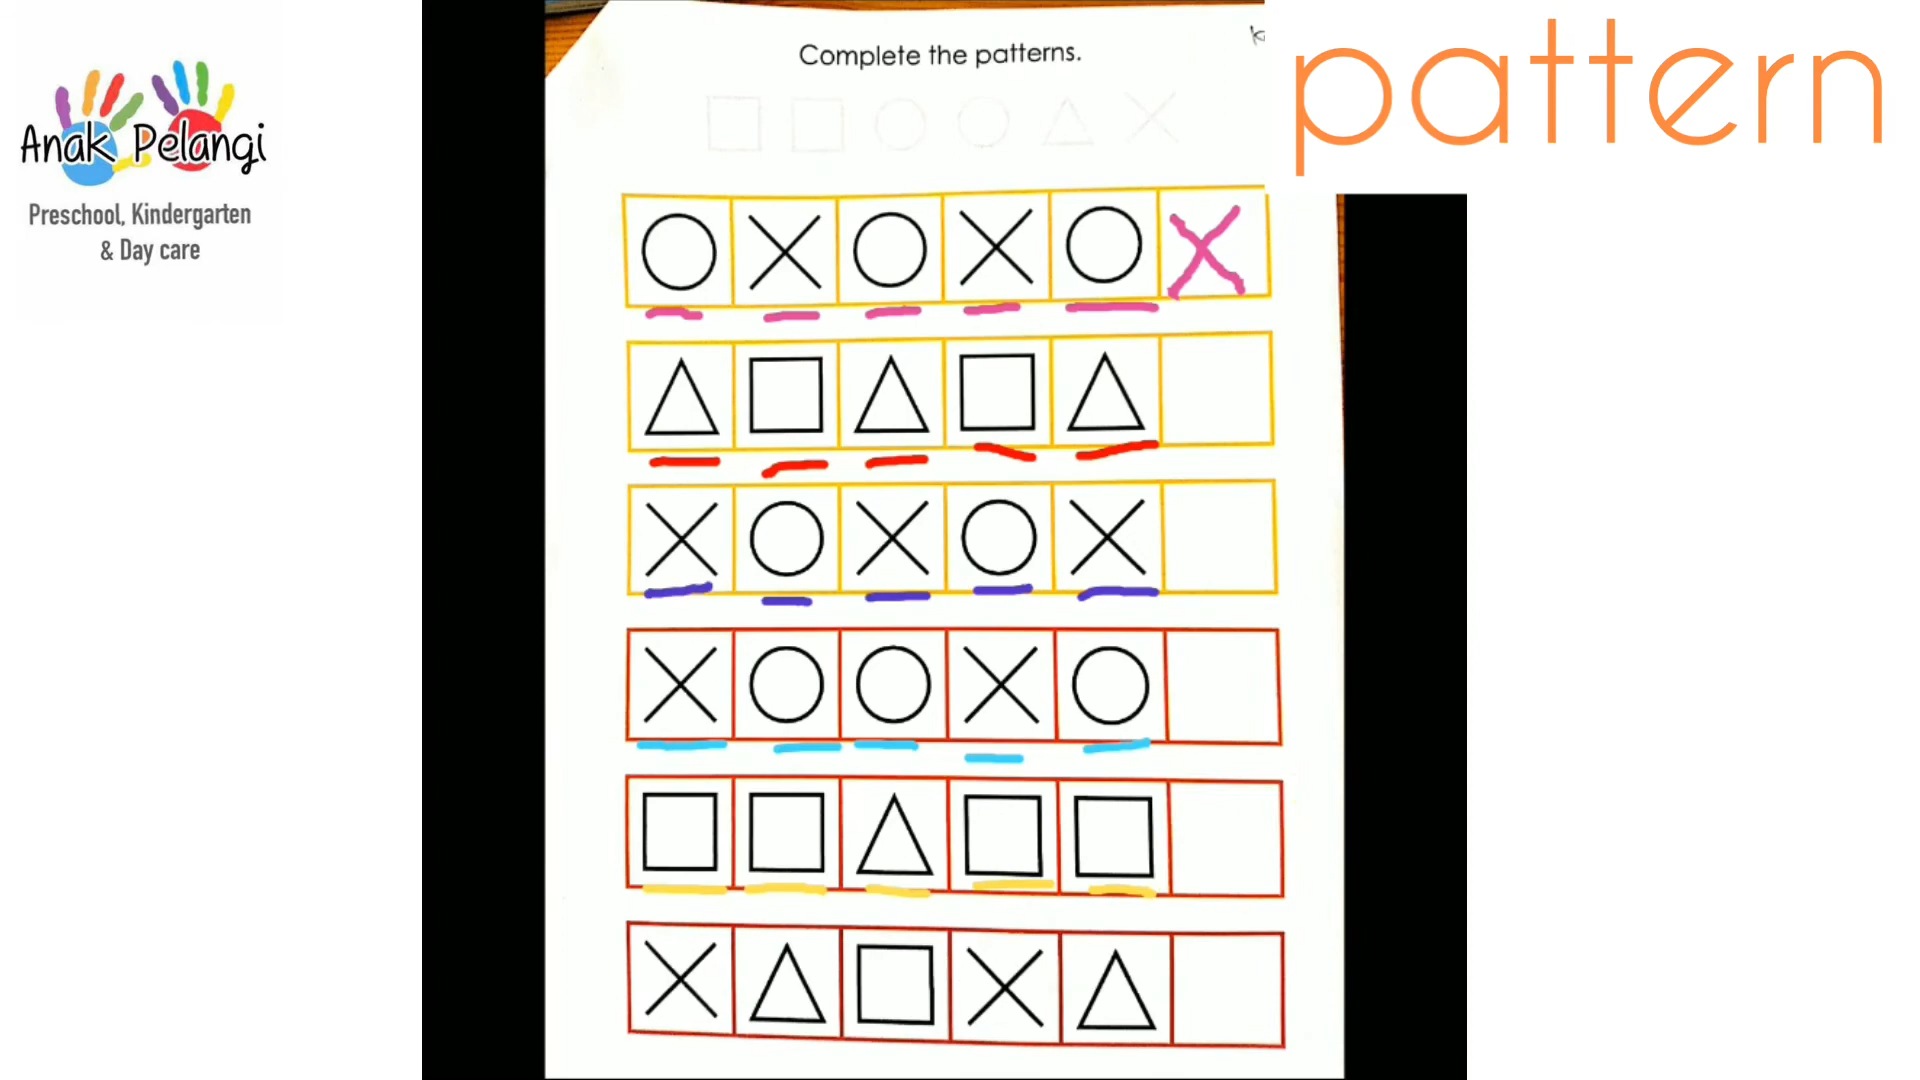 Anak Pelangi
Preschool, Kindergarten
& Day care
Complete the patterns.
pattern